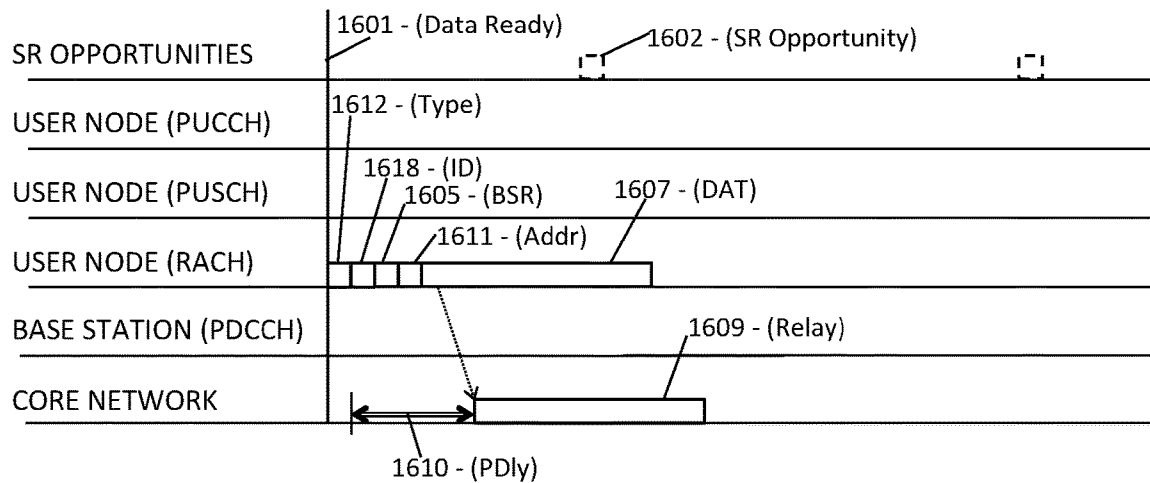 1601 - (Data Ready)
SR OPPORTUNITIES
1602 - (SR Opportunity)
1612 - (Type)
USER NODE (PUCCH)
1618 - (ID)
USER NODE (PUSCH)
1605 - (BSR)
1607 - (DAT)
1611 - (Addr)
USER NODE (RACH)
BASE STATION (PDCCH)
1609 - (Relay)
CORE NETWORK
1610 - (PDly)